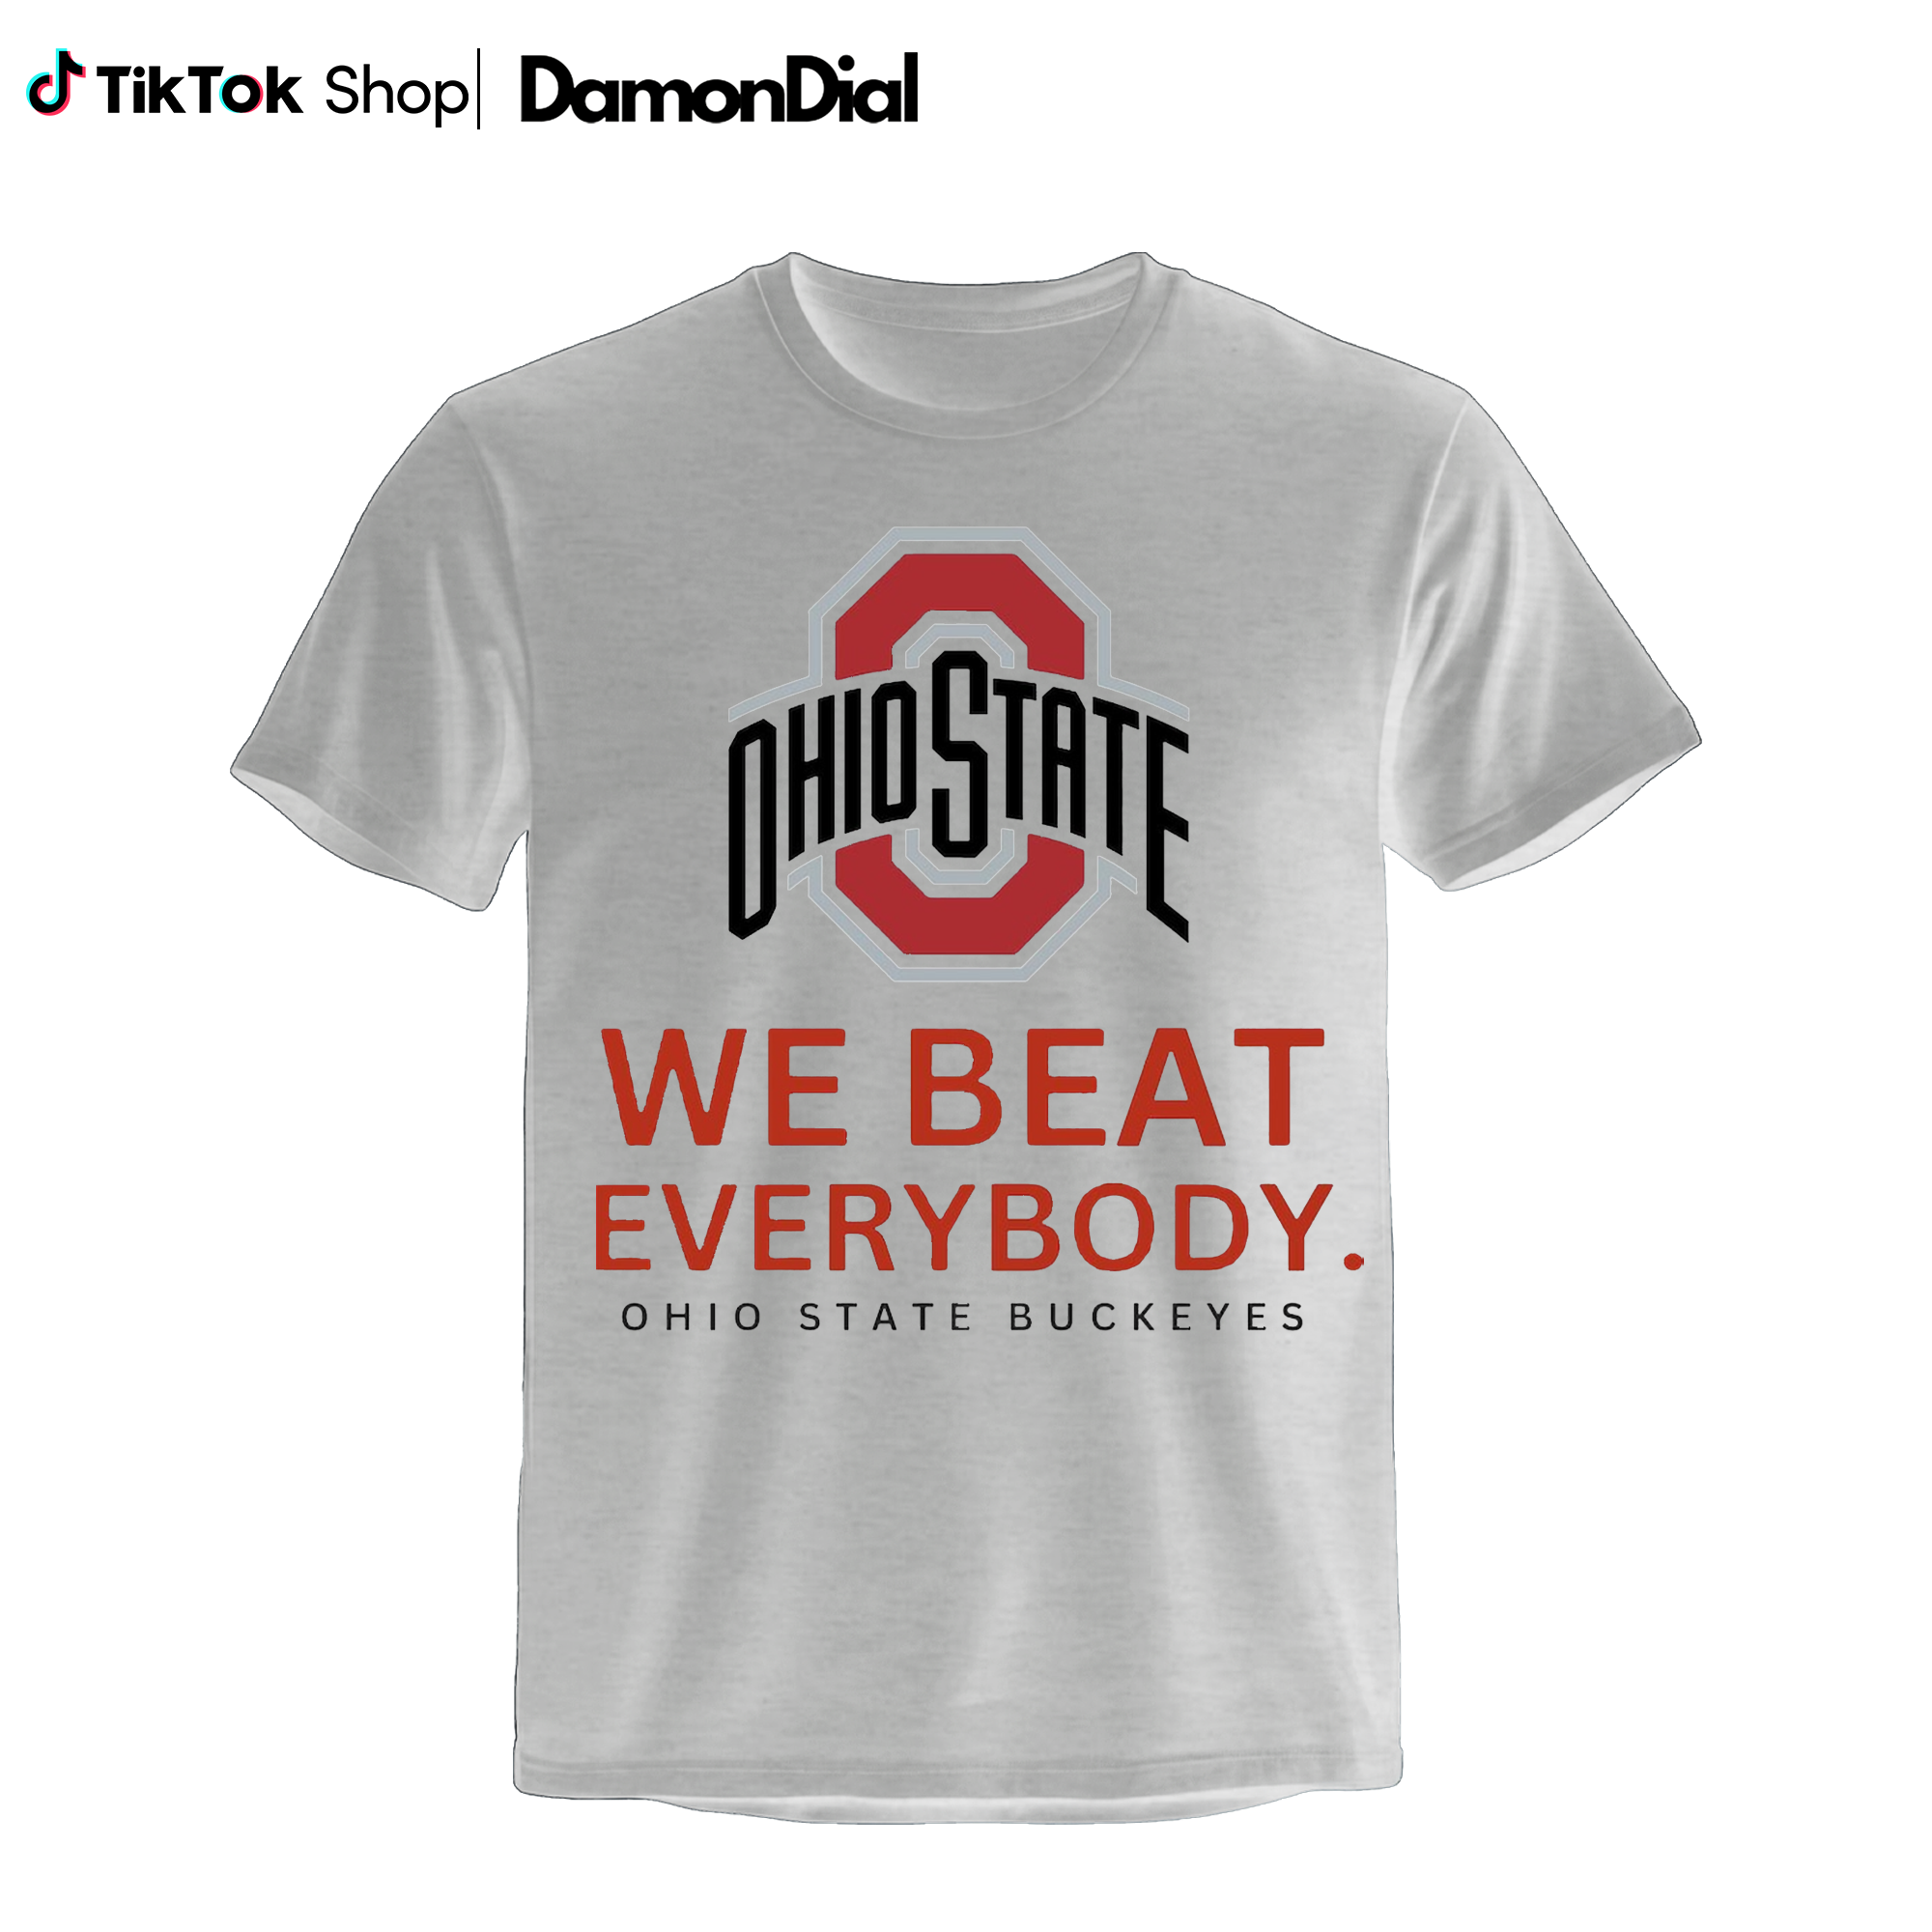 TikTok Shop | DamonDial
OHIO STATE
WE BEAT
EVERYBODY.
OHIO STATE BUCKEYES